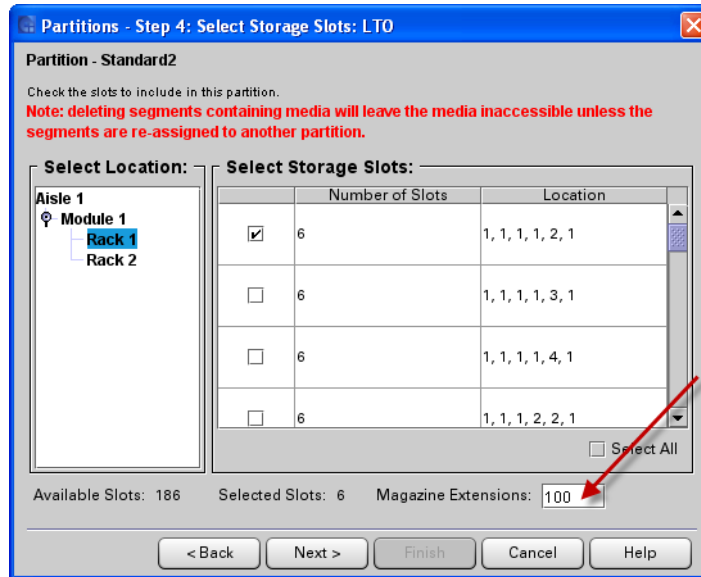 Partitions - Step 4: Select Storage Slots: LTO
Partition - Standard2
Check the slots to include in this partition.
Note: deleting segments containing media will leave the media inaccessible unless the
segments are re-assigned to another partition.
Select Location:
Aisle 1
Module 1
Rack 1
Rack 2
Select Storage Slots:
Number of Slots Location
6 1, 1, 1, 1, 2, 1
6 1, 1, 1, 1, 3, 1
6 1, 1, 1, 1, 4, 1
6 1, 1, 1, 2, 2, 1
Select All
Available Slots: 186 Selected Slots: 6 Magazine Extensions: 100
< Back Next > Finish Cancel Help